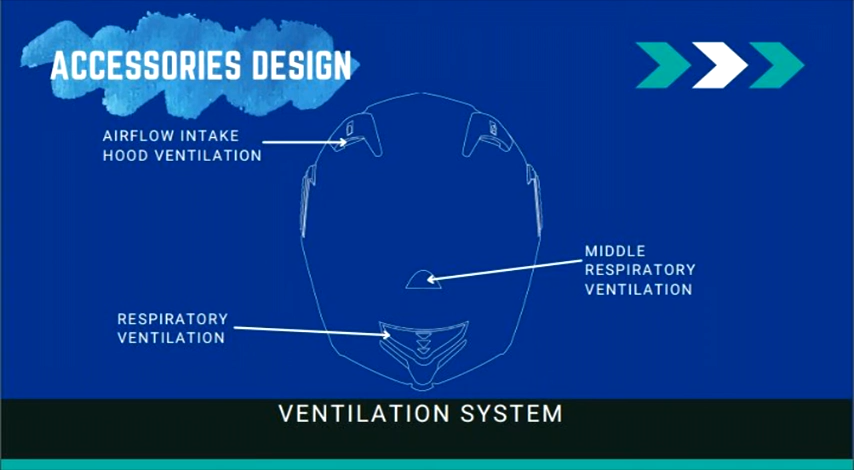 ACCESSORIES DESIGN
AIRFLOW INTAKE
HOOD VENTILATION
MIDDLE
RESPIRATORY
VENTILATION
RESPIRATORY
VENTILATION
VENTILATION SYSTEM